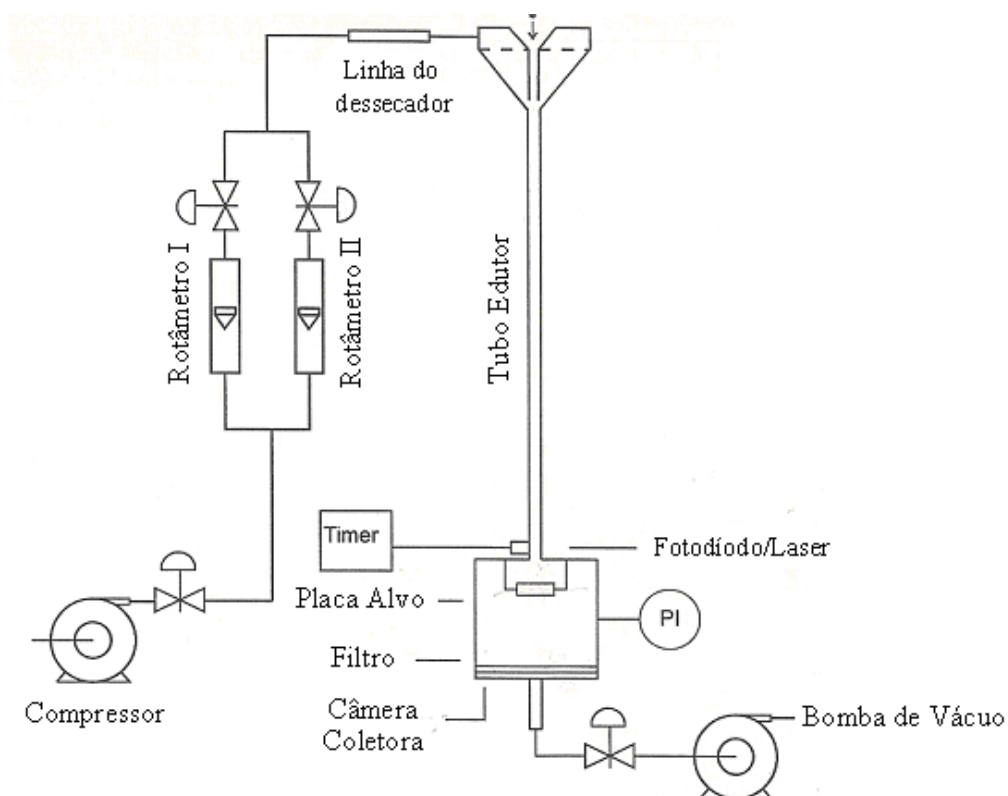 Linha do
dessecador
Rotâmetro I
Rotâmetro II
Tubo Edutor
Timer
Fotodíodo/Laser
Placa Alvo
PI
Filtro
Câmera
Coletora
Compressor
Bomba de Vácuo